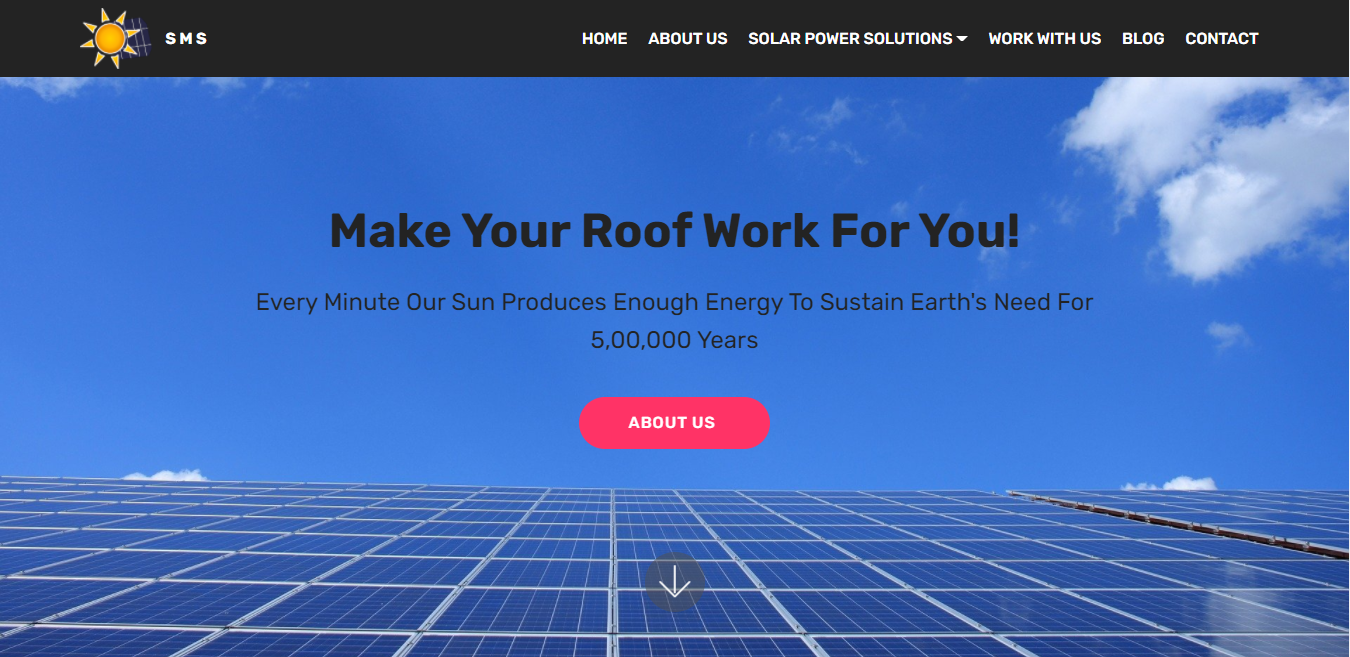 S M S
HOME ABOUT US SOLAR POWER SOLUTIONS WORK WITH US BLOG CONTACT
Make Your Roof Work For You!
Every Minute Our Sun Produces Enough Energy To Sustain Earth's Need For
5,00,000 Years
ABOUT US